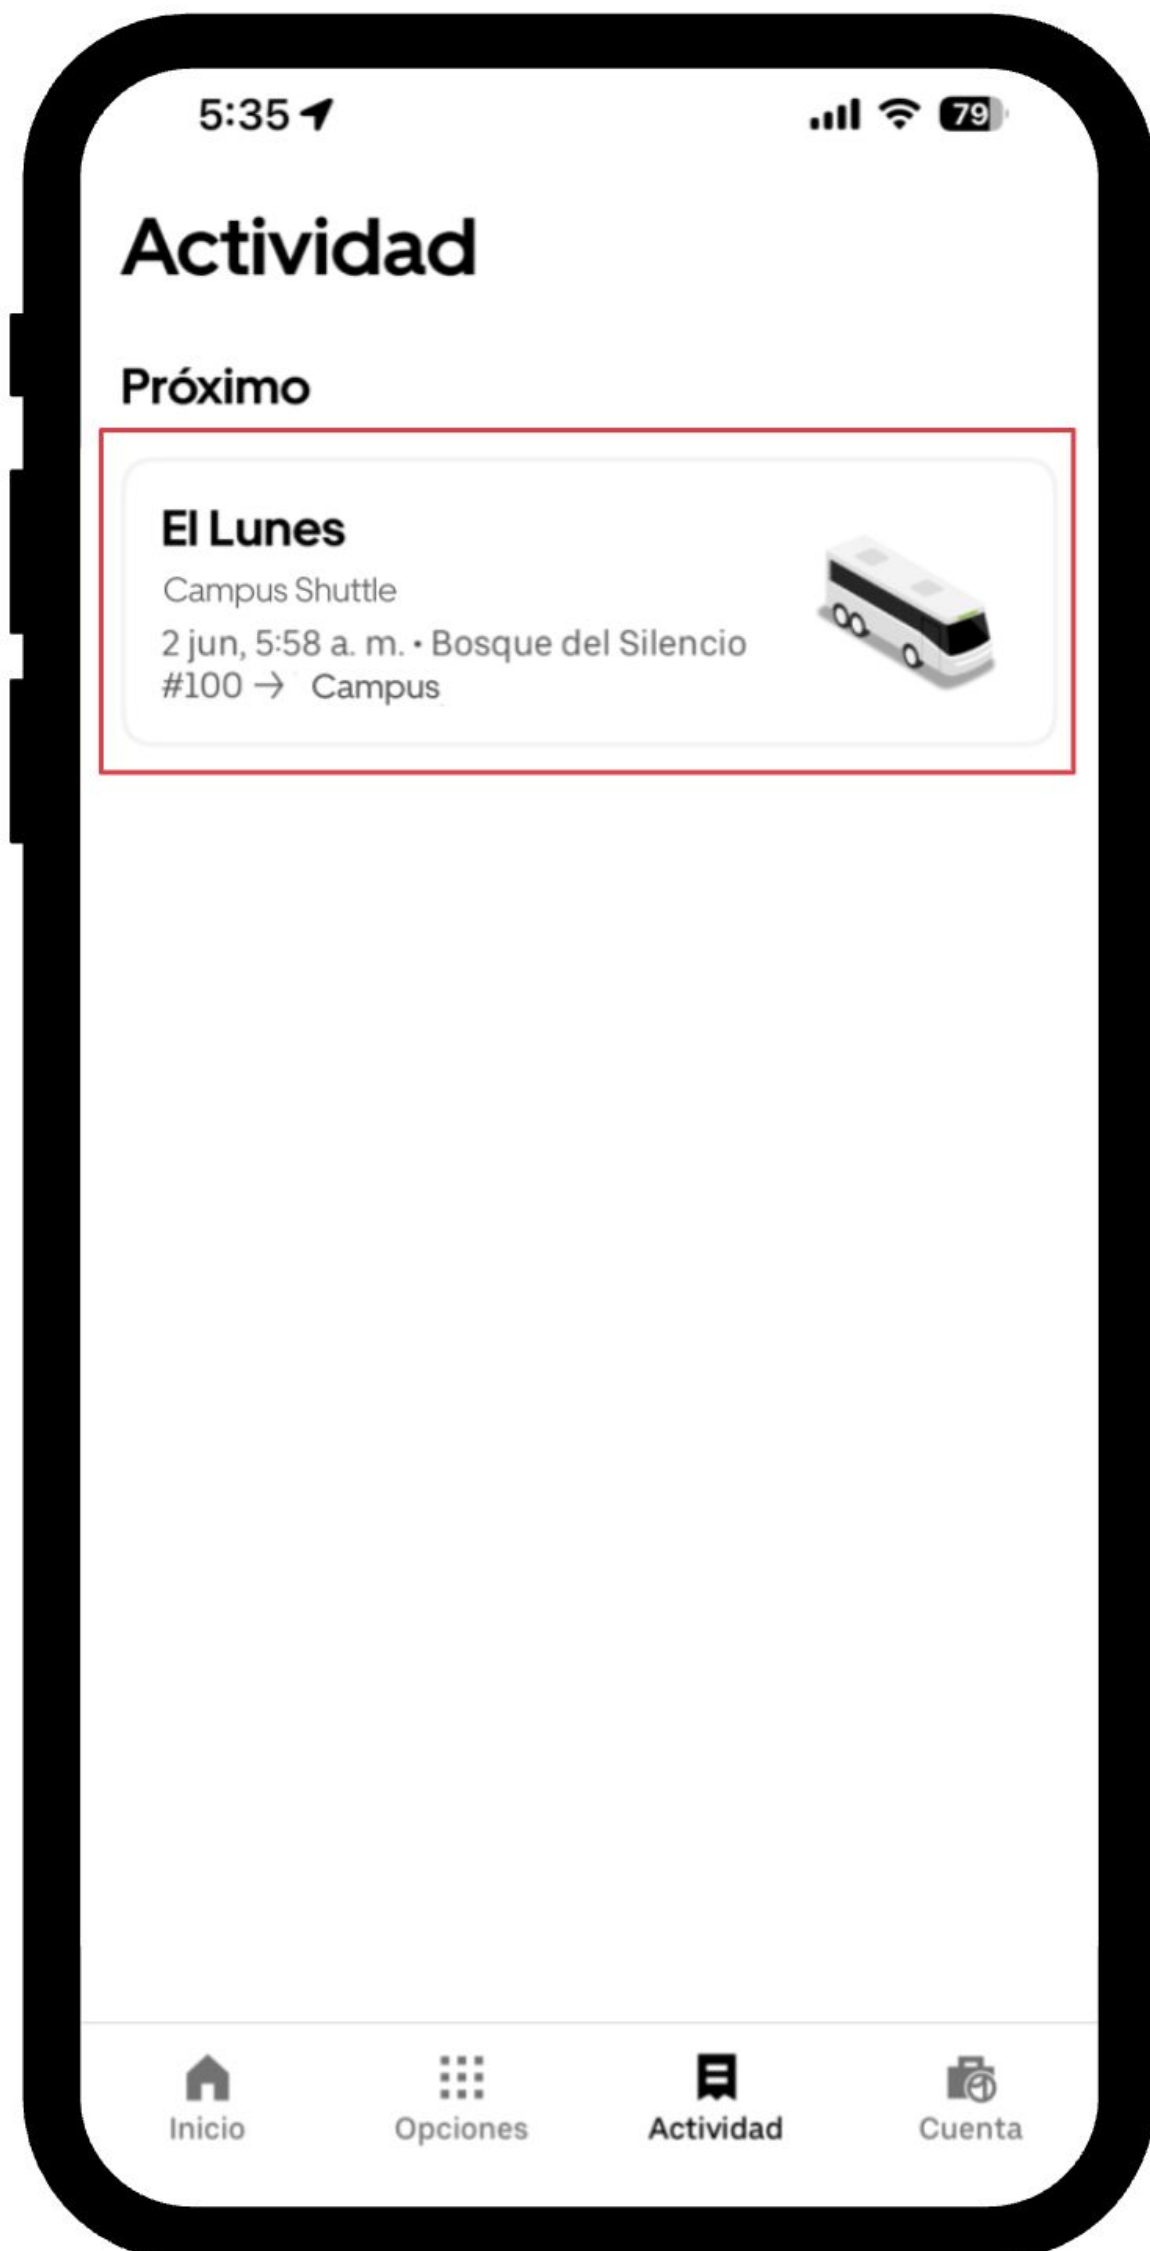 5:35
79
Actividad
Próximo
El Lunes
Campus Shuttle
2 jun, 5:58 a. m. • Bosque del Silencio
#100 → Campus
Inicio
Opciones
Actividad
Cuenta